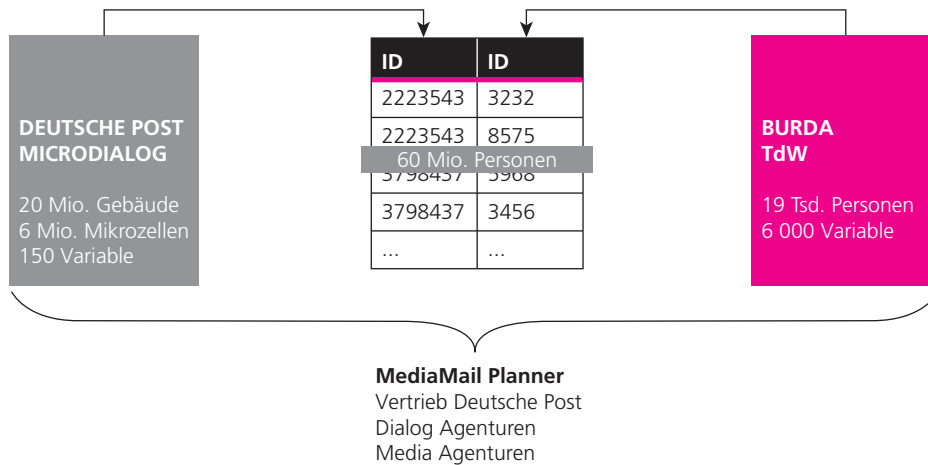 DEUTSCHE POST
MICRODIALOG
20 Mio. Gebäude
6 Mio. Mikrozellen
150 Variable
ID ID
2223543 3232
2223543 8575
60 Mio. Personen
3798437 5968
3798437 3456
... ...
BURDA
TdW
19 Tsd. Personen
6 000 Variable
MediaMail Planner
Vertrieb Deutsche Post
Dialog Agenturen
Media Agenturen